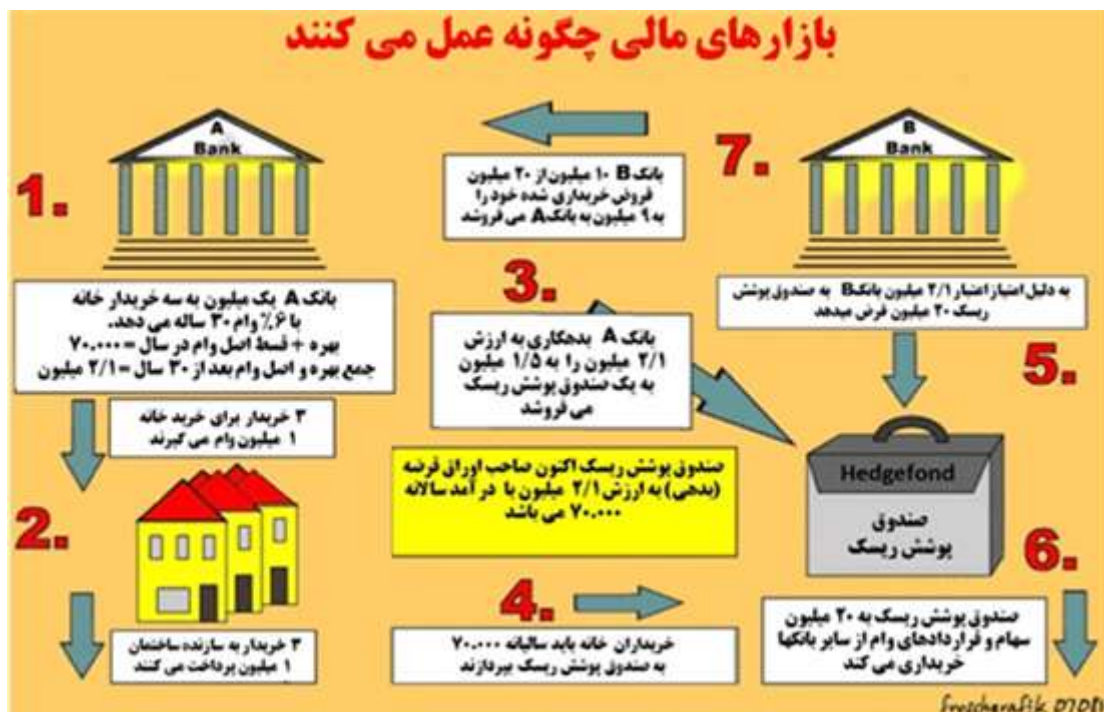 بازارهای مالی چگونه عمل می کنند
1.
A
Bank
بانک A یک میلیون به سه خریدار خانه
با ۶٪ وام ۳۰ ساله می دهد.
بهره + قسط اصل وام در سال = ۷۰.۰۰۰
جمع بهره و اصل وام بعد از ۳۰ سال = ۲/۱ میلیون
۳ خریدار برای خرید خانه
۱ میلیون وام می گیرند
2.
۳ خریدار به سازنده ساختمان
۱ میلیون پرداخت می کنند
3.
بانک A بدهکاری به ارزش
۲/۱ میلیون را به ۱/۵ میلیون
به یک صندوق پوشش ریسک
می فروشد
صندوق پوشش ریسک اکنون صاحب اوراق قرضه
(بدهی) به ارزش ۲/۱ میلیون با درآمد سالانه
۷۰.۰۰۰ می باشد
4.
خریداران خانه باید سالیانه ۷۰.۰۰۰
به صندوق پوشش ریسک بپردازند
5.
به دلیل اعتبار اعتبار ۲/۱ میلیون بانک B به صندوق پوشش
ریسک ۲۰ میلیون قرض میدهد
Hedgefond
صندوق
پوشش ریسک
6.
صندوق پوشش ریسک به ۲۰ میلیون
سهام و قراردادهای وام از سایر بانکها
خریداری می کند
7.
B
Bank
بانک B ۱۰ میلیون از ۲۰ میلیون
قروض خریداری شده خود را
به ۹ میلیون به بانک A می فروشد